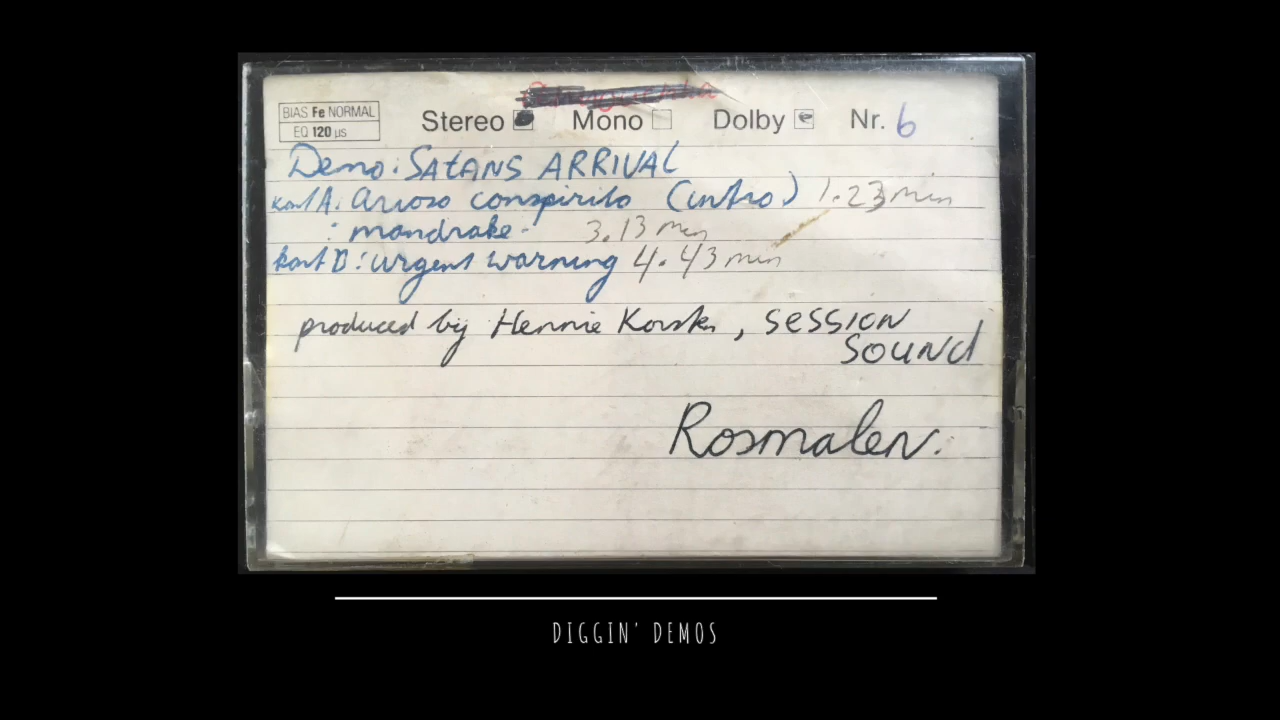 BIAS Fe NORMAL
EQ 120 µs
Stereo Mono Dolby Nr. 6
Demo: SATANS ARRIVAL
kant A: arioso conspirito (intro) 1.23 min
: mandrake - 3.13 min
kant B: urgent warning 4.43 min
produced by Hennie , SESSION
SOUNd
Rosmalen.
DIGGIN' DEMOS